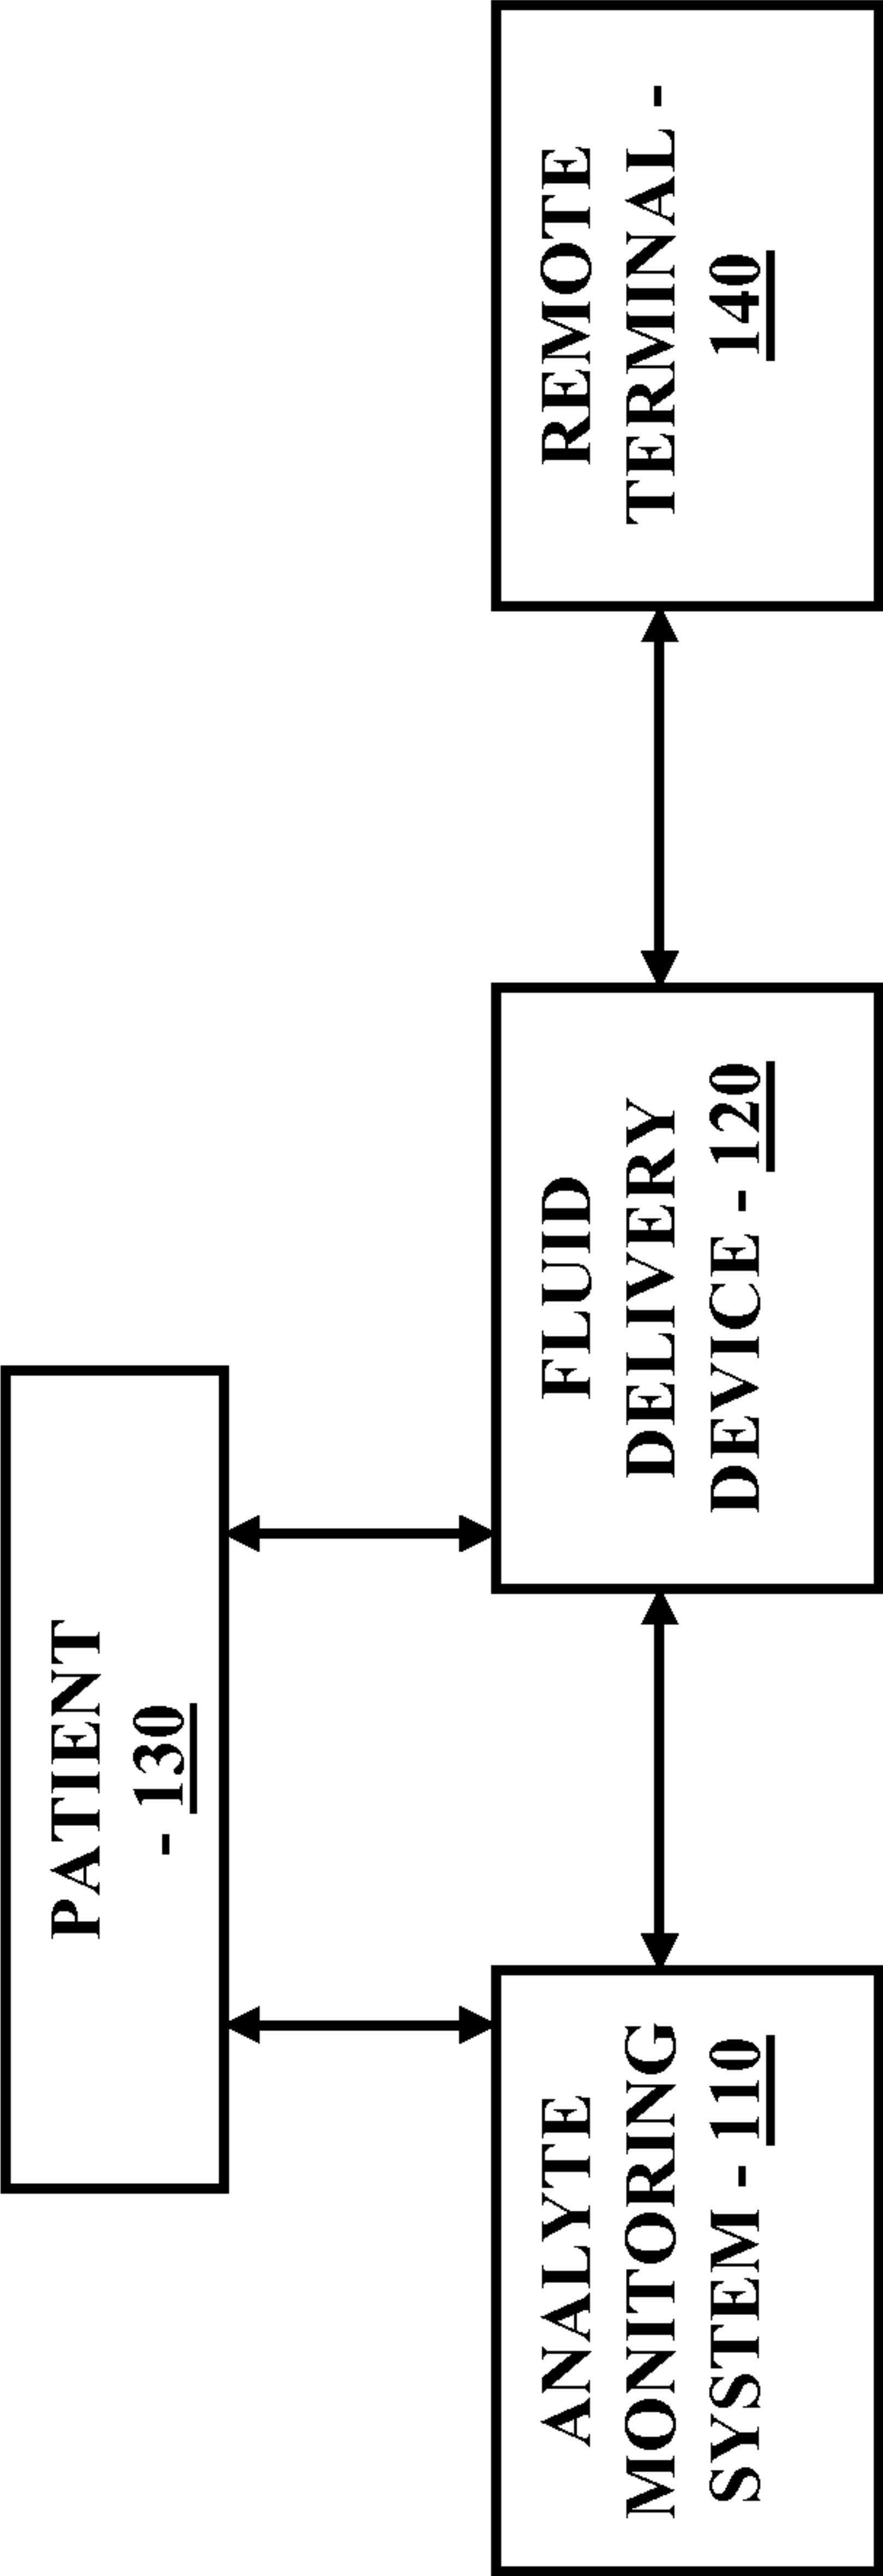 PATIENT
- 130
ANALYTE
MONITORING
SYSTEM - 110
FLUID
DELIVERY
DEVICE - 120
REMOTE
TERMINAL -
140